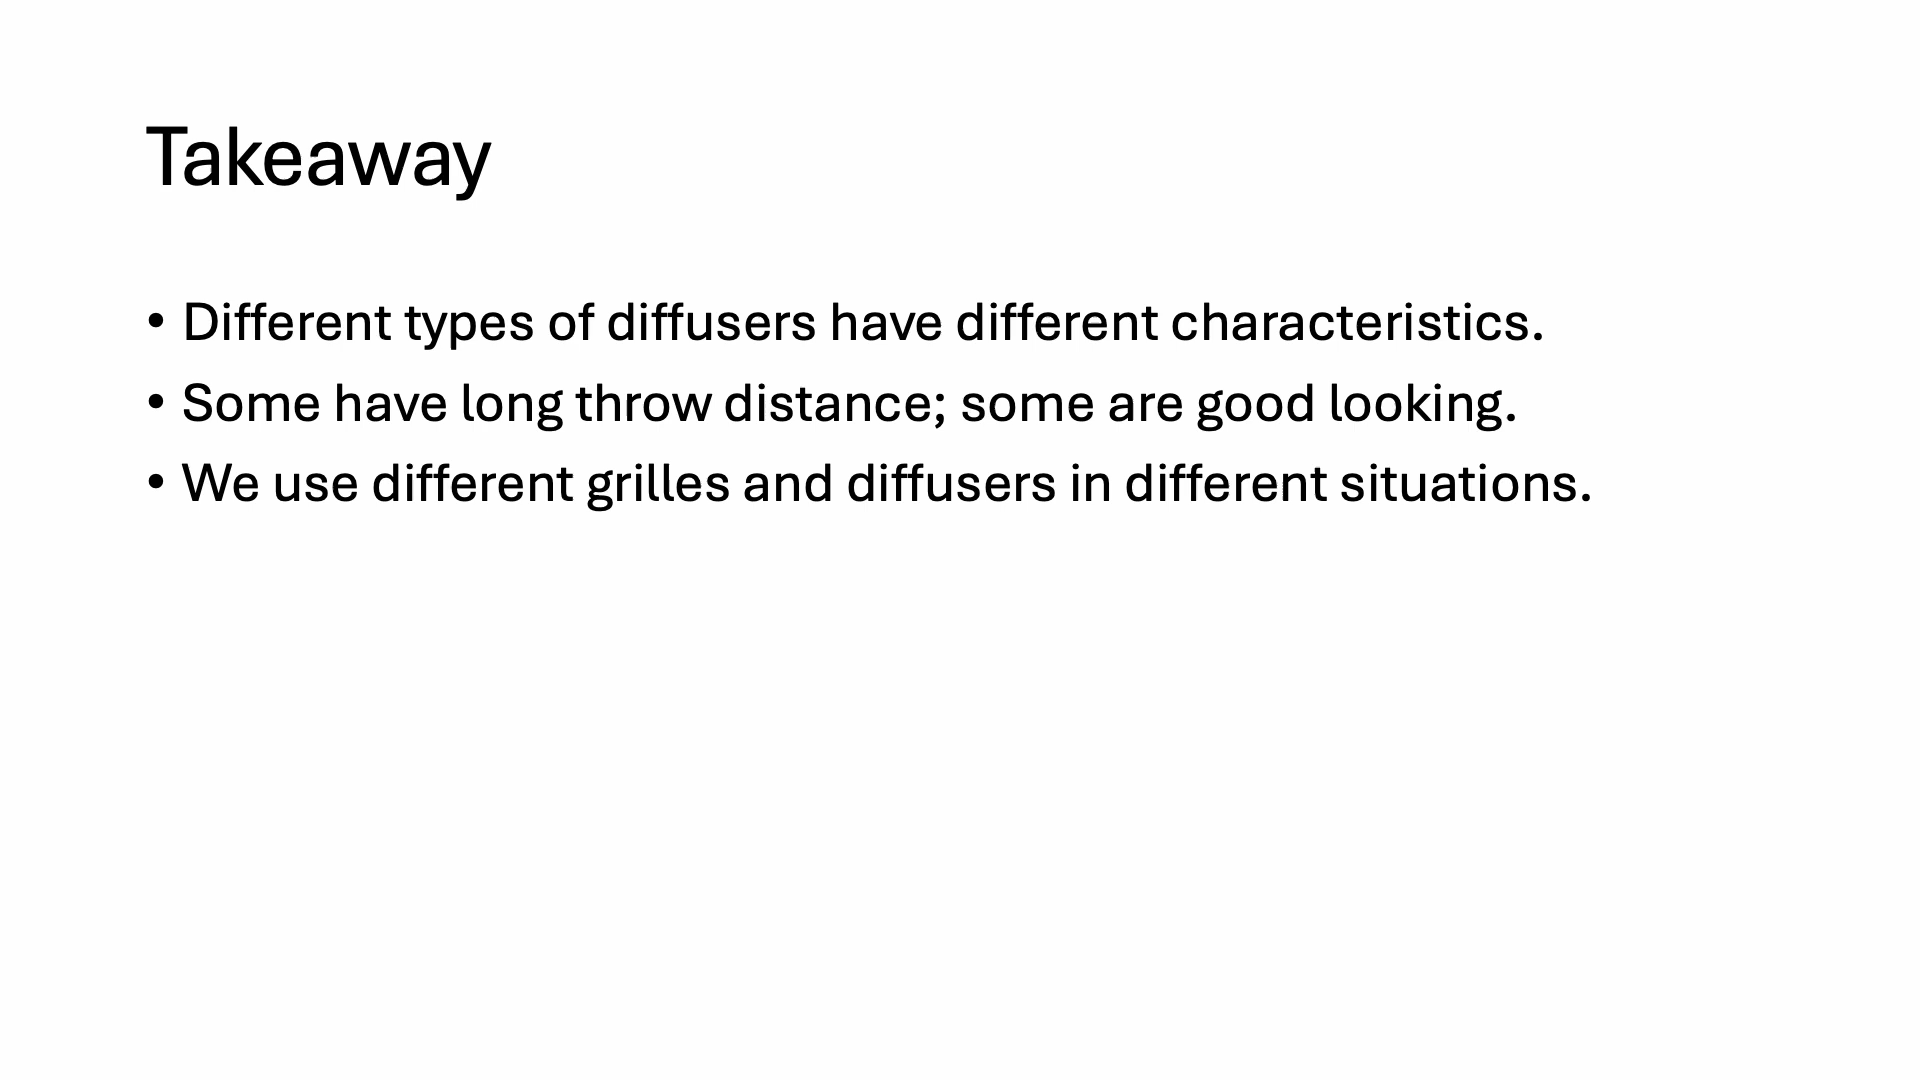 Takeaway
• Different types of diffusers have different characteristics.
• Some have long throw distance; some are good looking.
• We use different grilles and diffusers in different situations.